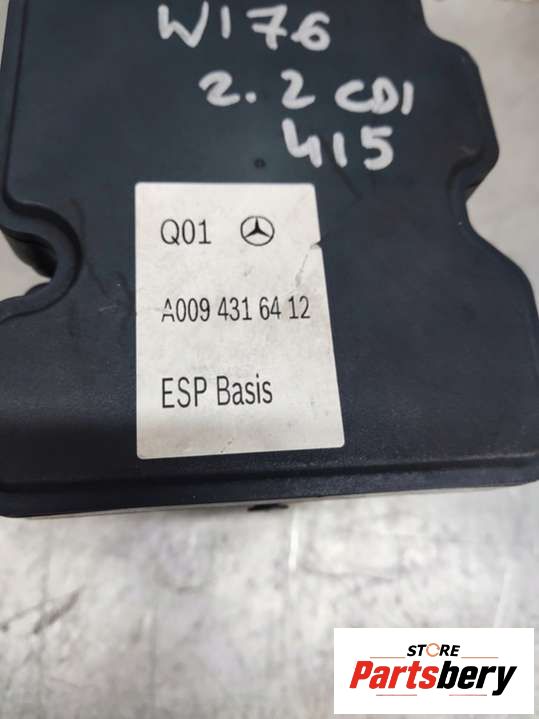 W176
2.2 CDI
415
Q01
A009 431 64 12
ESP Basis
STORE
Partsbery